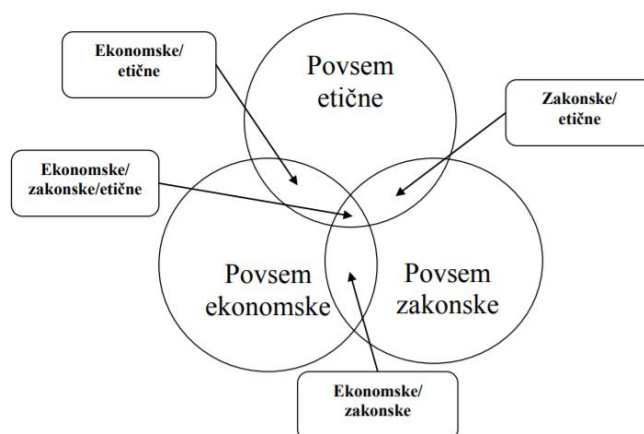 Ekonomske/
etične
Povsem
etične
Zakonske/
etične
Ekonomske/
zakonske/etične
Povsem
ekonomske
Povsem
zakonske
Ekonomske/
zakonske